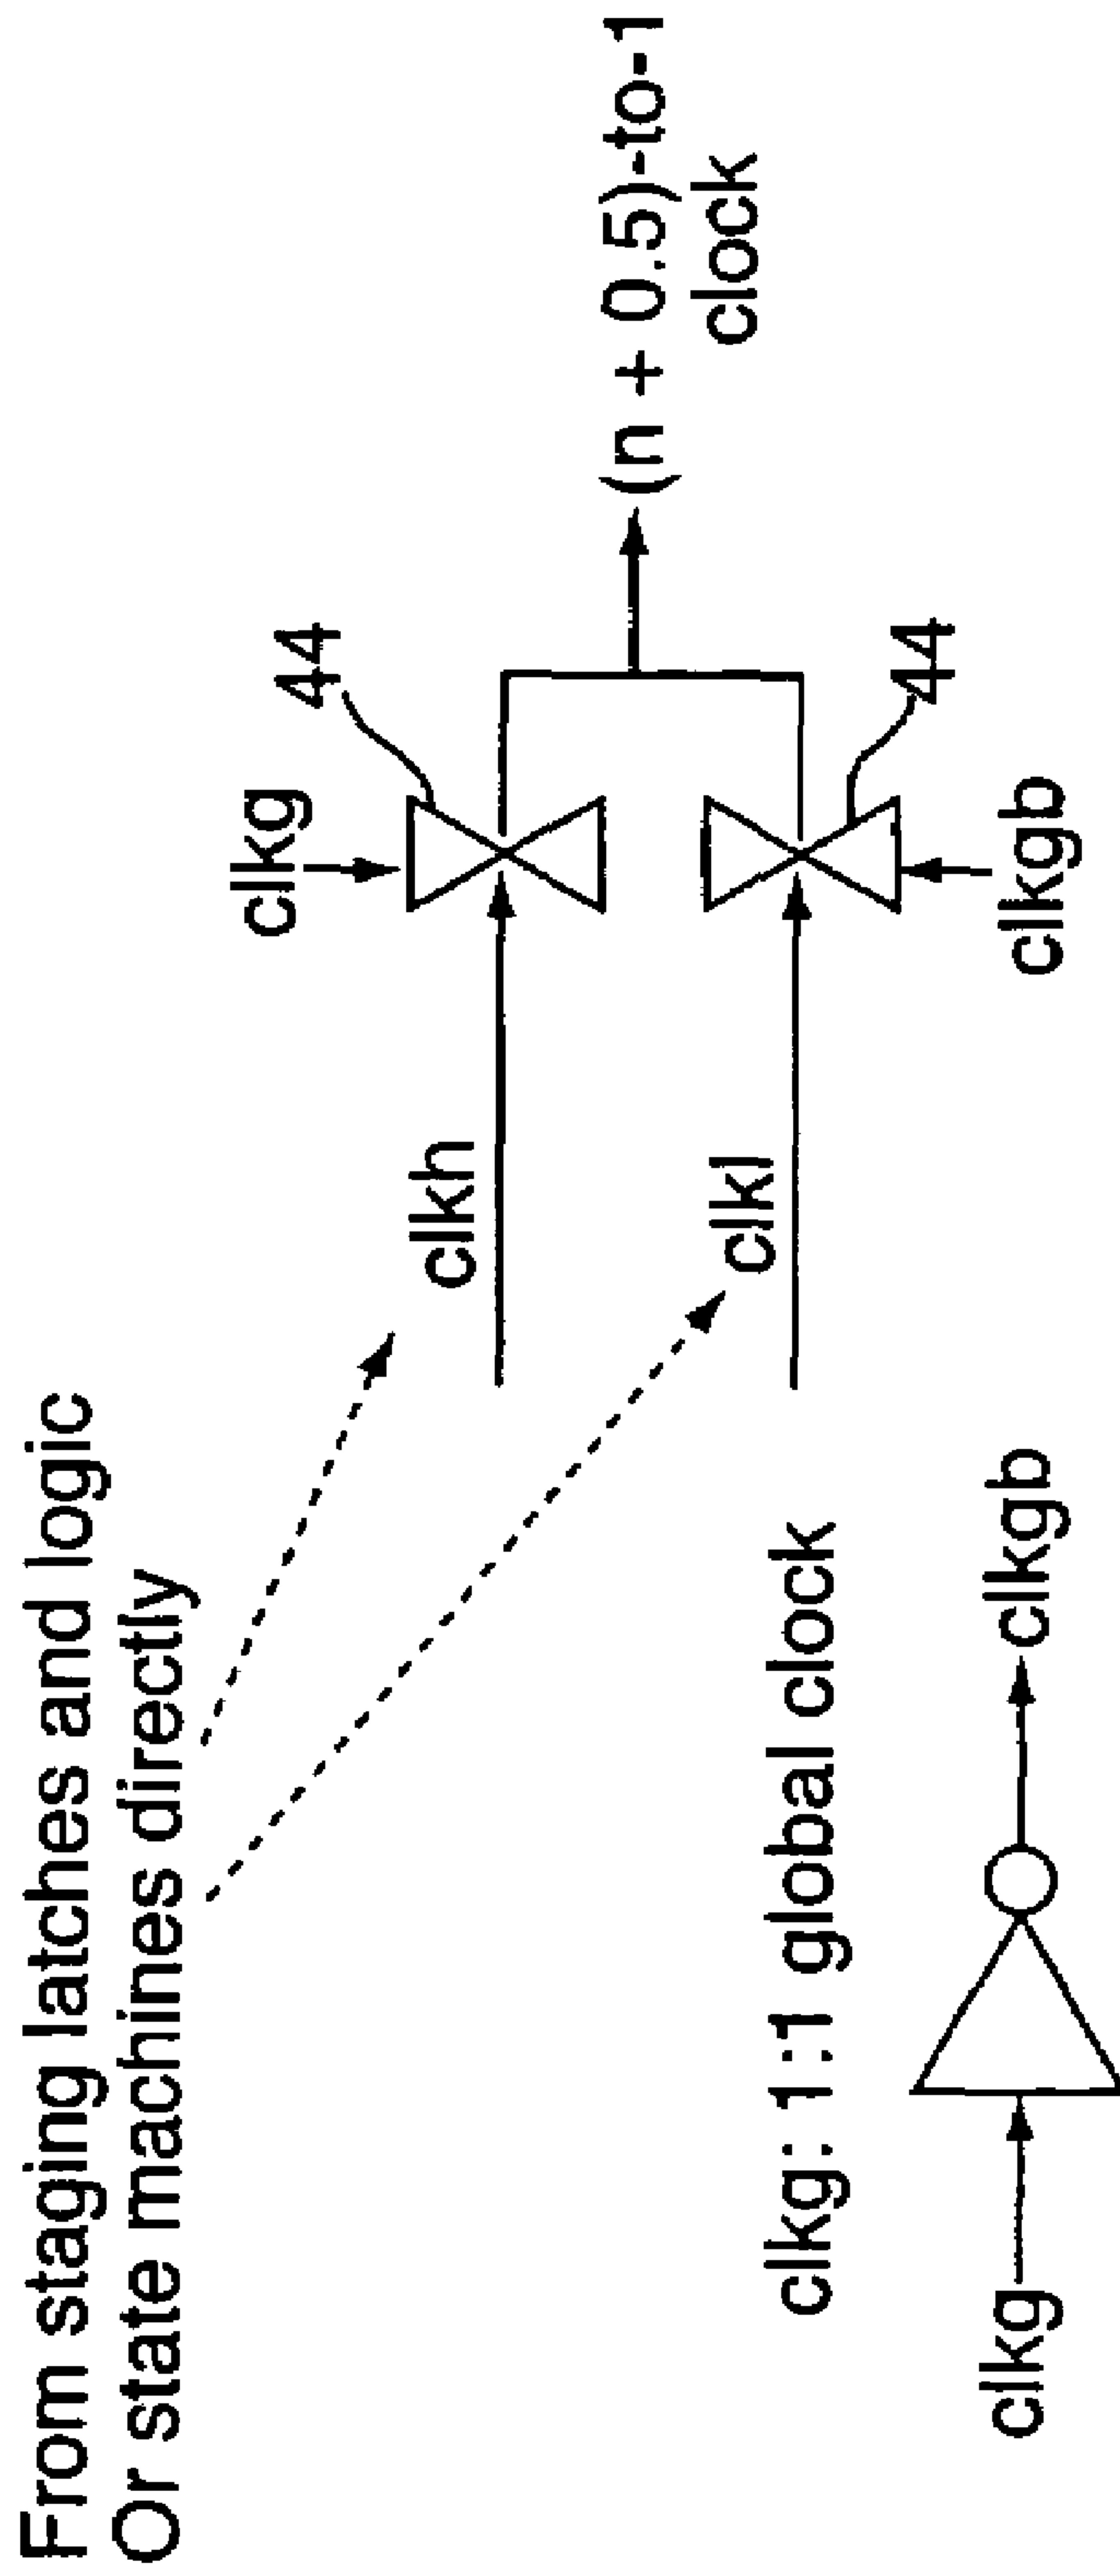 From staging latches and logic
Or state machines directly
clkh
clkg
44
(n + 0.5)-to-1
clock
clkl
44
clkgb
clkg: 1:1 global clock
clkg
clkgb